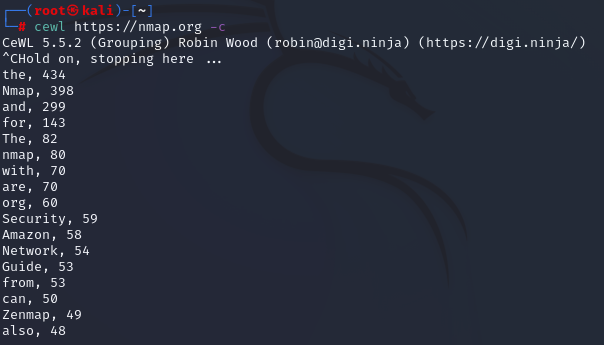 ┌──(root㉿kali)-[~]
└─# cewl https://nmap.org -c
CeWL 5.5.2 (Grouping) Robin Wood (robin@digi.ninja) (https://digi.ninja/)
^CHold on, stopping here ...
the, 434
Nmap, 398
and, 299
for, 143
The, 82
nmap, 80
with, 70
are, 70
org, 60
Security, 59
Amazon, 58
Network, 54
Guide, 53
from, 53
can, 50
Zenmap, 49
also, 48